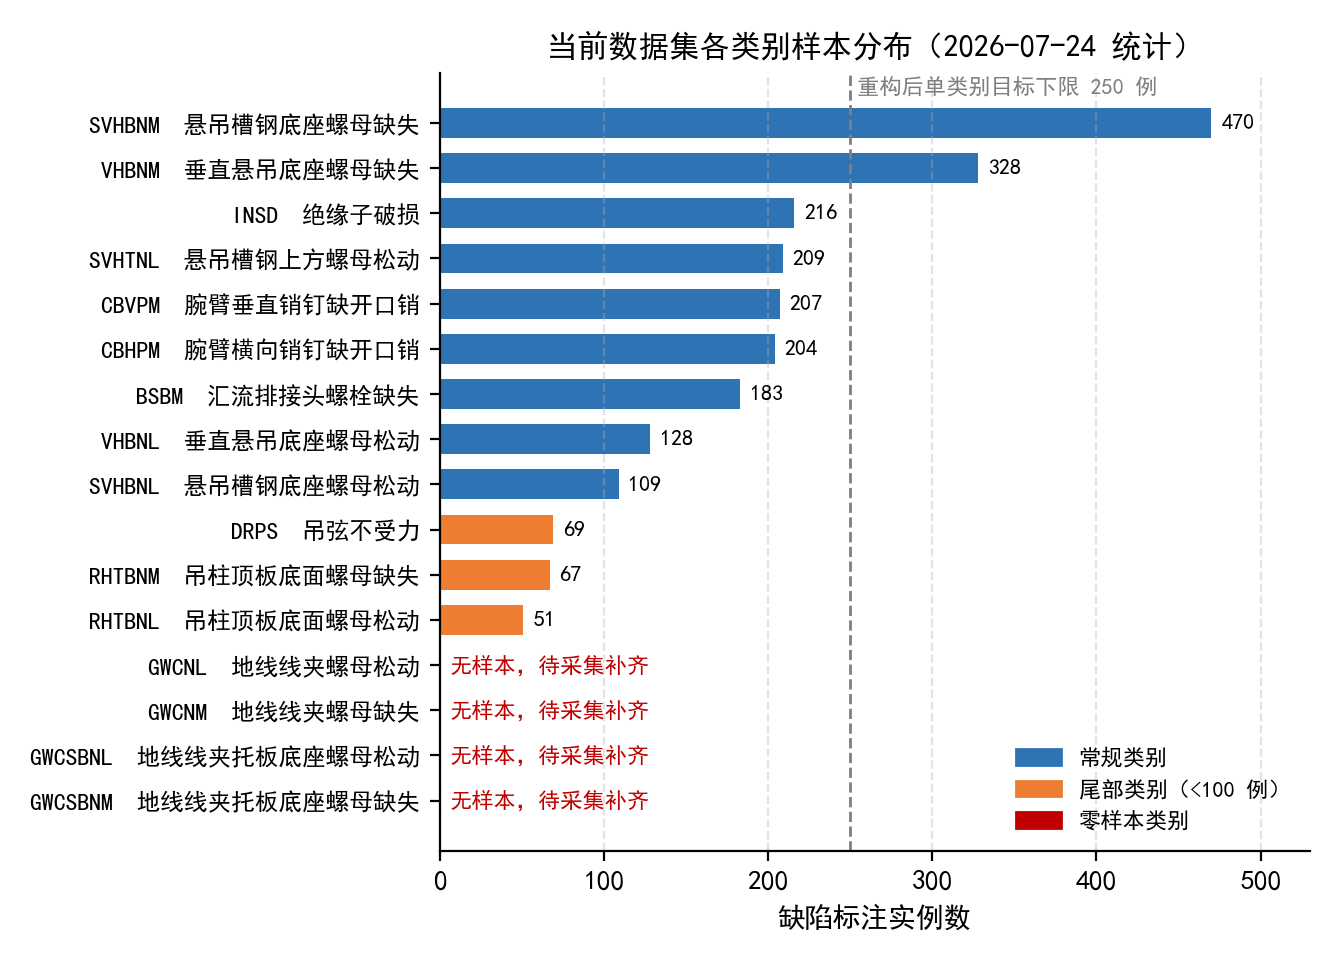 当前数据集各类别样本分布（2026-07-24 统计）
重构后单类别目标下限 250 例
SVHBNM 悬吊槽钢底座螺母缺失 470
VHBNM 垂直悬吊底座螺母缺失 328
INSD 绝缘子破损 216
SVHTNL 悬吊槽钢上方螺母松动 209
CBVPM 腕臂垂直销钉缺开口销 207
CBHPM 腕臂横向销钉缺开口销 204
BSBM 汇流排接头螺栓缺失 183
VHBNL 垂直悬吊底座螺母松动 128
SVHBNL 悬吊槽钢底座螺母松动 109
DRPS 吊弦不受力 69
RHTBNM 吊柱顶板底面螺母缺失 67
RHTBNL 吊柱顶板底面螺母松动 51
GWCNL 地线线夹螺母松动 无样本，待采集补齐
GWCNM 地线线夹螺母缺失 无样本，待采集补齐
GWCSBNL 地线线夹托板底座螺母松动 无样本，待采集补齐
GWCSBNM 地线线夹托板底座螺母缺失 无样本，待采集补齐
常规类别
尾部类别（<100 例）
零样本类别
0 100 200 300 400 500
缺陷标注实例数